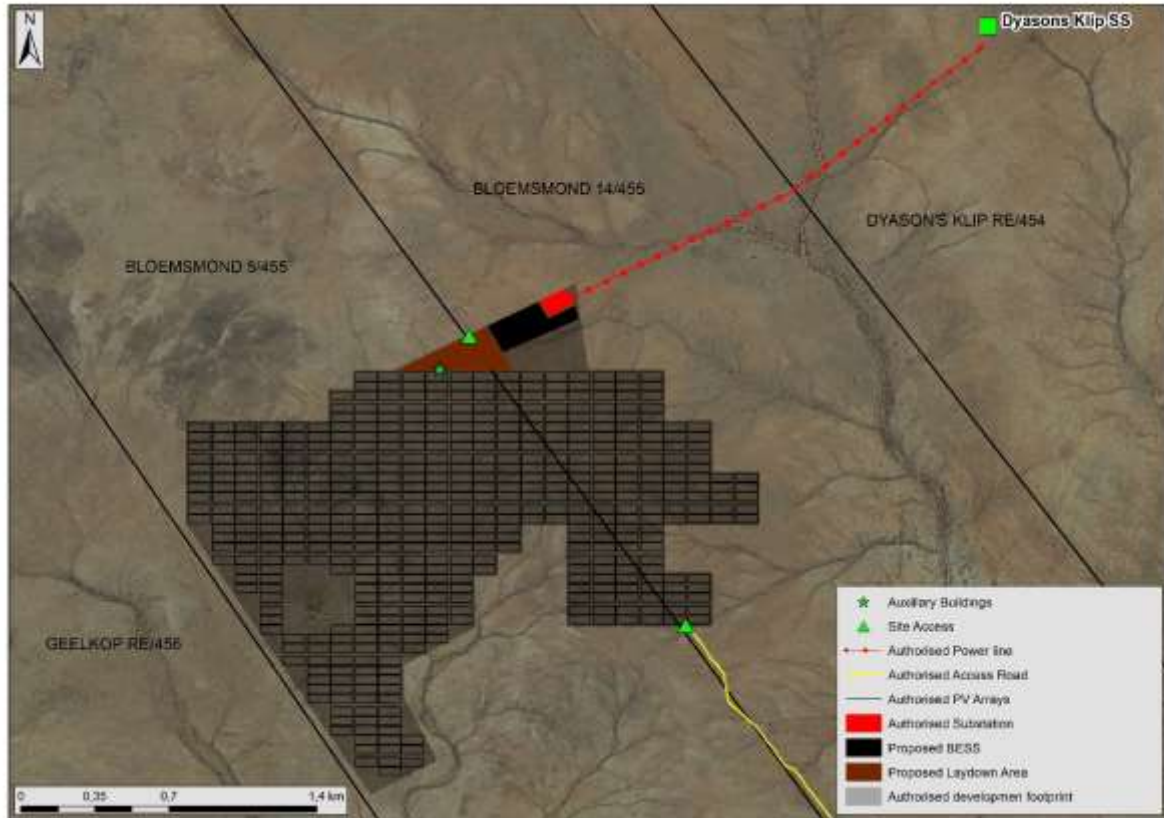 N
Dyasons Klip SS
BLOEMSMOND 14/455
DYASON'S KLIP RE/454
BLOEMSMOND 5/455
GEELKOP RE/456
Auxiliary Buildings
Site Access
Authorised Power line
Authorised Access Road
Authorised PV Arrays
Authorised Substation
Proposed BESS
Proposed Laydown Area
Authorised developmen footprint
0 0,35 0,7 1,4 km